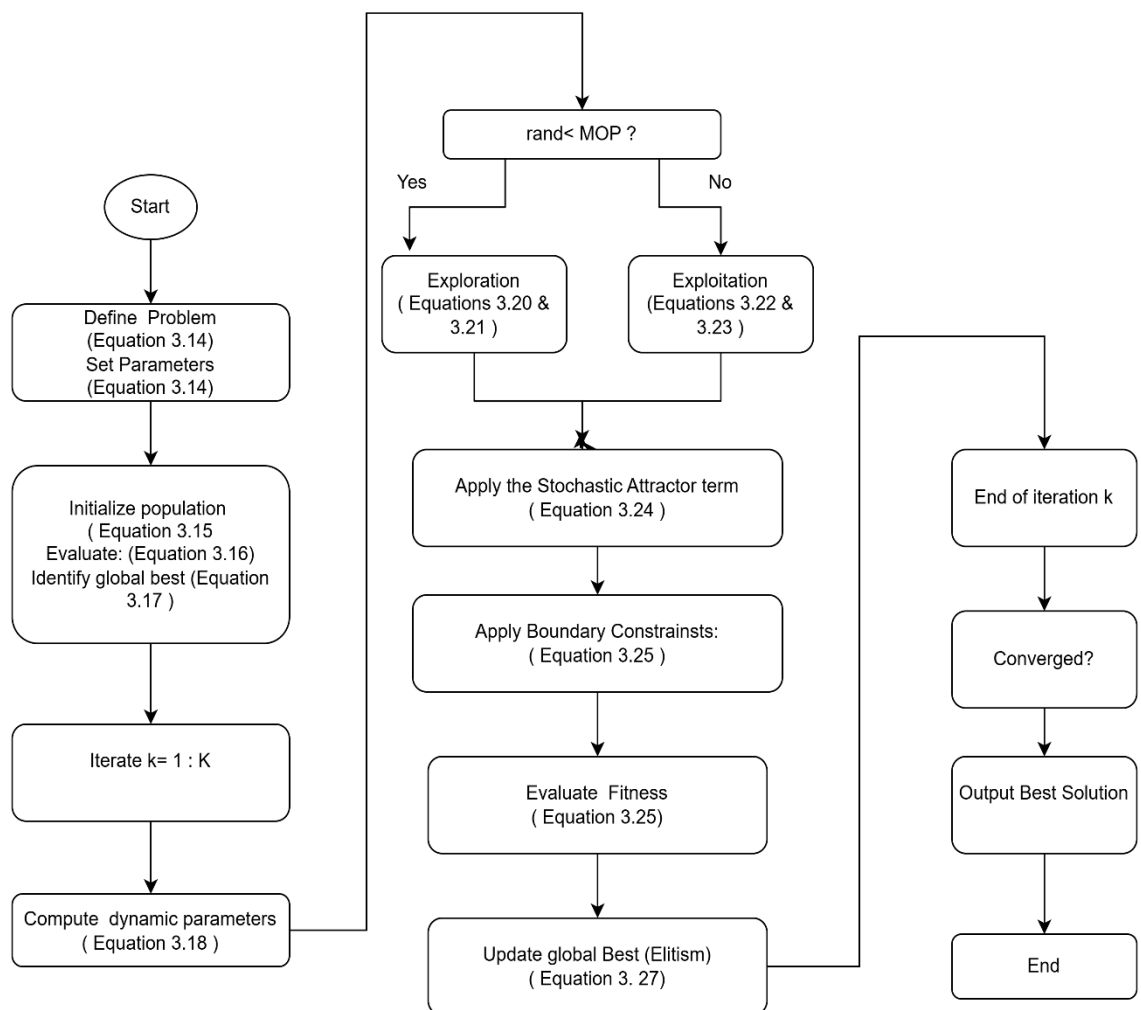 Start
Define Problem
(Equation 3.14)
Set Parameters
(Equation 3.14)
Initialize population
( Equation 3.15
Evaluate: (Equation 3.16)
Identify global best (Equation
3.17 )
Iterate k= 1 : K
Compute dynamic parameters
( Equation 3.18 )
rand< MOP ?
Yes
No
Exploration
( Equations 3.20 &
3.21 )
Exploitation
(Equations 3.22 &
3.23 )
Apply the Stochastic Attractor term
( Equation 3.24 )
Apply Boundary Constrainsts:
( Equation 3.25 )
Evaluate Fitness
( Equation 3.25)
Update global Best (Elitism)
( Equation 3. 27)
End of iteration k
Converged?
Output Best Solution
End